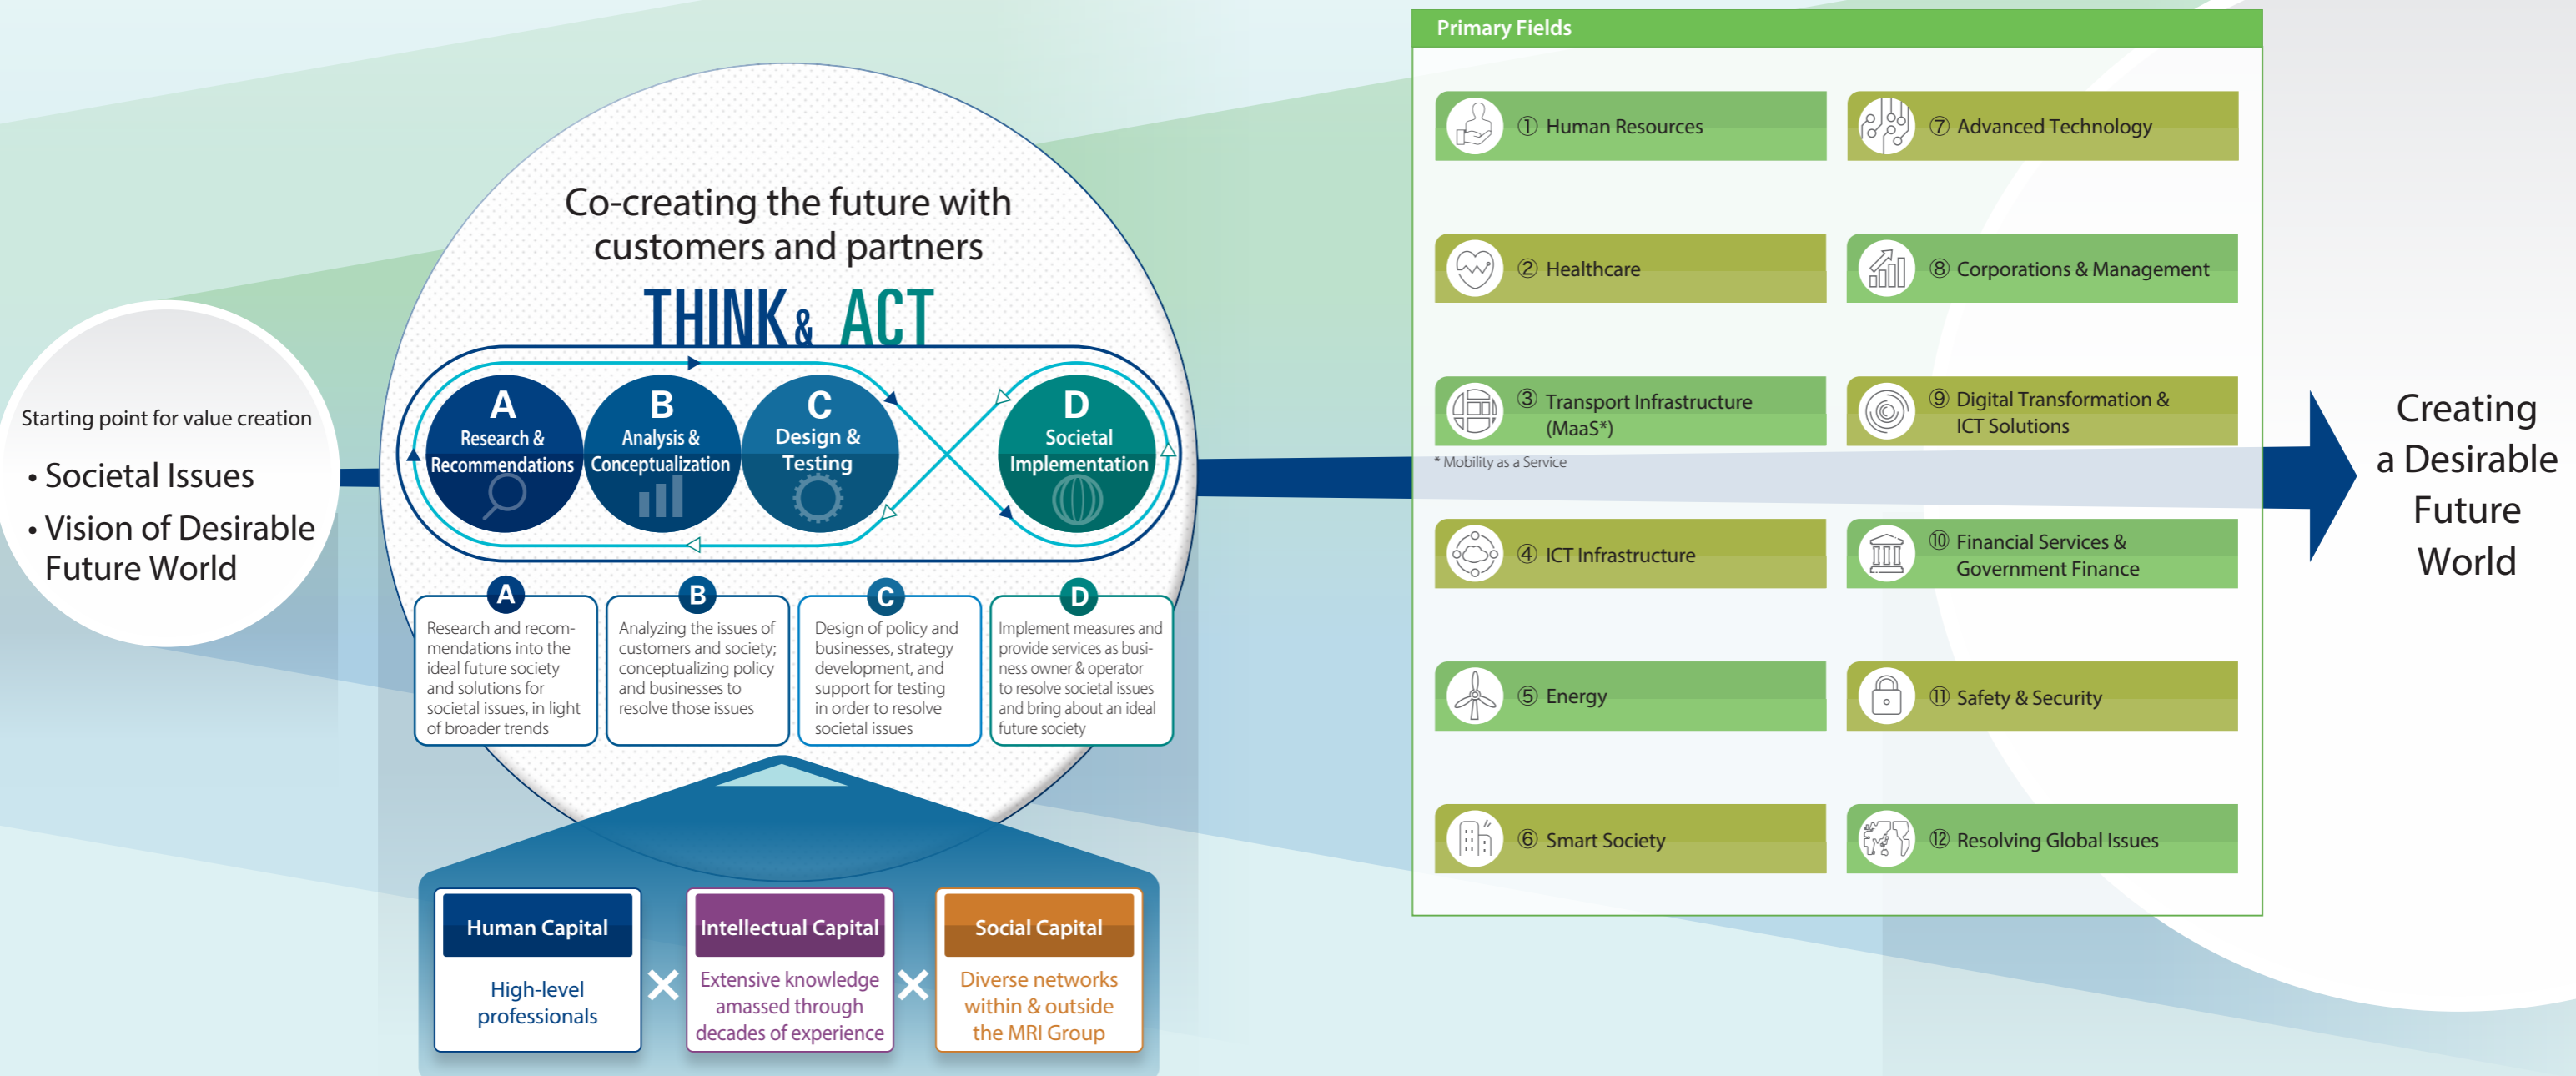 Starting point for value creation
• Societal Issues
• Vision of Desirable
Future World
Co-creating the future with
customers and partners
THINK & ACT
A
Research &
Recommendations
B
Analysis &
Conceptualization
C
Design &
Testing
D
Societal
Implementation
A
Research and recom-
mendations into the
ideal future society
and solutions for
societal issues, in light
of broader trends
B
Analyzing the issues of
customers and society;
conceptualizing policy
and businesses to
resolve those issues
C
Design of policy and
businesses, strategy
development, and
support for testing
in order to resolve
societal issues
D
Implement measures and
provide services as busi-
ness owner & operator
to resolve societal issues
and bring about an ideal
future society
Human Capital
High-level
professionals
×
Intellectual Capital
Extensive knowledge
amassed through
decades of experience
×
Social Capital
Diverse networks
within & outside
the MRI Group
Primary Fields
① Human Resources
② Healthcare
③ Transport Infrastructure
(MaaS*)
* Mobility as a Service
④ ICT Infrastructure
⑤ Energy
⑥ Smart Society
⑦ Advanced Technology
⑧ Corporations & Management
⑨ Digital Transformation &
ICT Solutions
⑩ Financial Services &
Government Finance
⑪ Safety & Security
⑫ Resolving Global Issues
Creating
a Desirable
Future
World